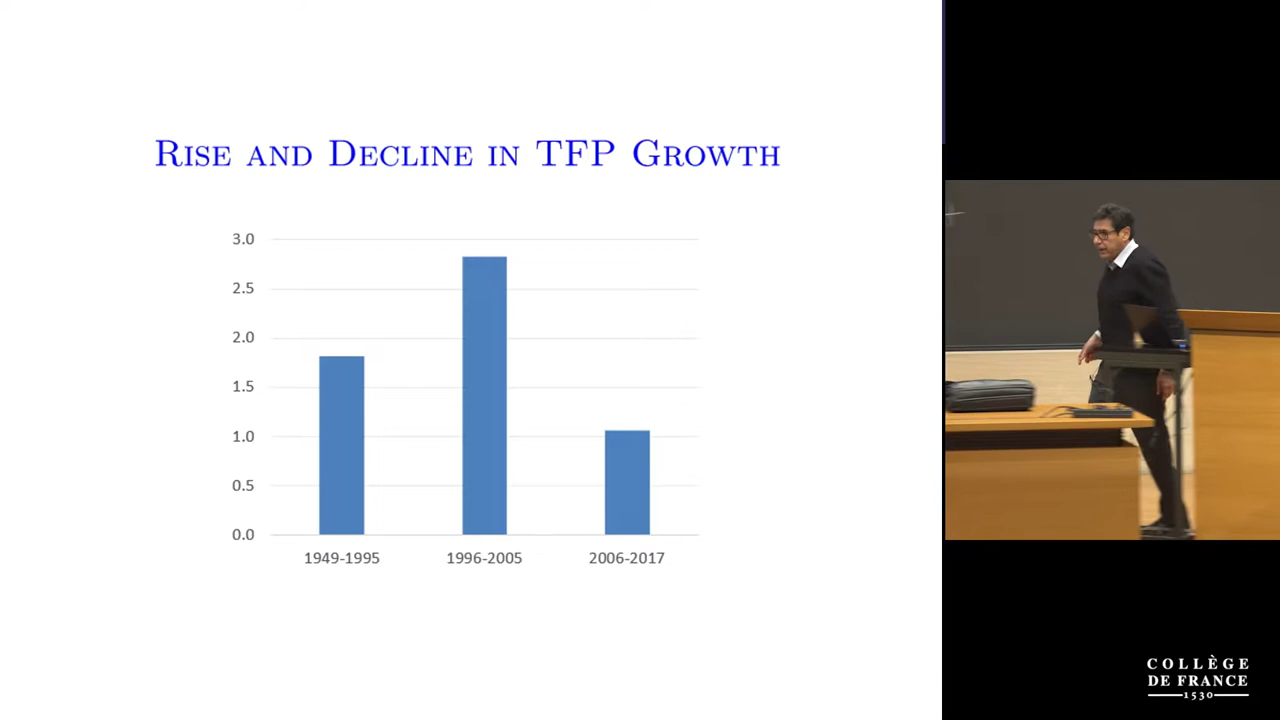 Rise and Decline in TFP Growth
3.0
2.5
2.0
1.5
1.0
0.5
0.0
1949-1995 1996-2005 2006-2017
COLLÈGE
DE FRANCE
1530